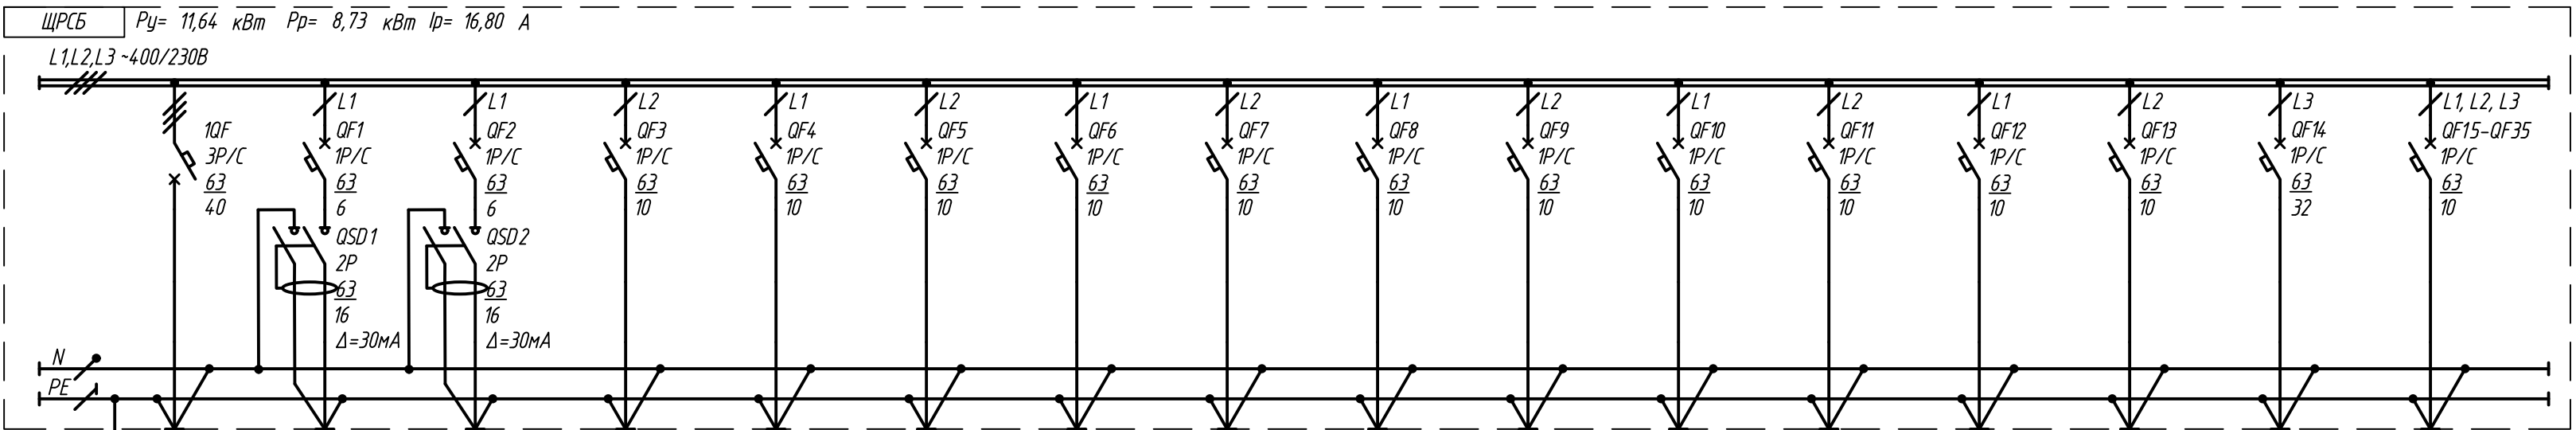 ЩРСБ Ру= 11,64 кВт Рр= 8,73 кВт Iр= 16,80 А
L1,L2,L3 ~400/230В
1QF
3P/C
63
40
L1
QF1
1P/C
63
6
QSD1
2P
63
16
Δ=30мА
L1
QF2
1P/C
63
6
QSD2
2P
63
16
Δ=30мА
L2
QF3
1P/C
63
10
L1
QF4
1P/C
63
10
L2
QF5
1P/C
63
10
L1
QF6
1P/C
63
10
L2
QF7
1P/C
63
10
L1
QF8
1P/C
63
10
L2
QF9
1P/C
63
10
L1
QF10
1P/C
63
10
L2
QF11
1P/C
63
10
L1
QF12
1P/C
63
10
L2
QF13
1P/C
63
10
L3
QF14
1P/C
63
32
L1, L2, L3
QF15-QF35
1P/C
63
10
N
PE